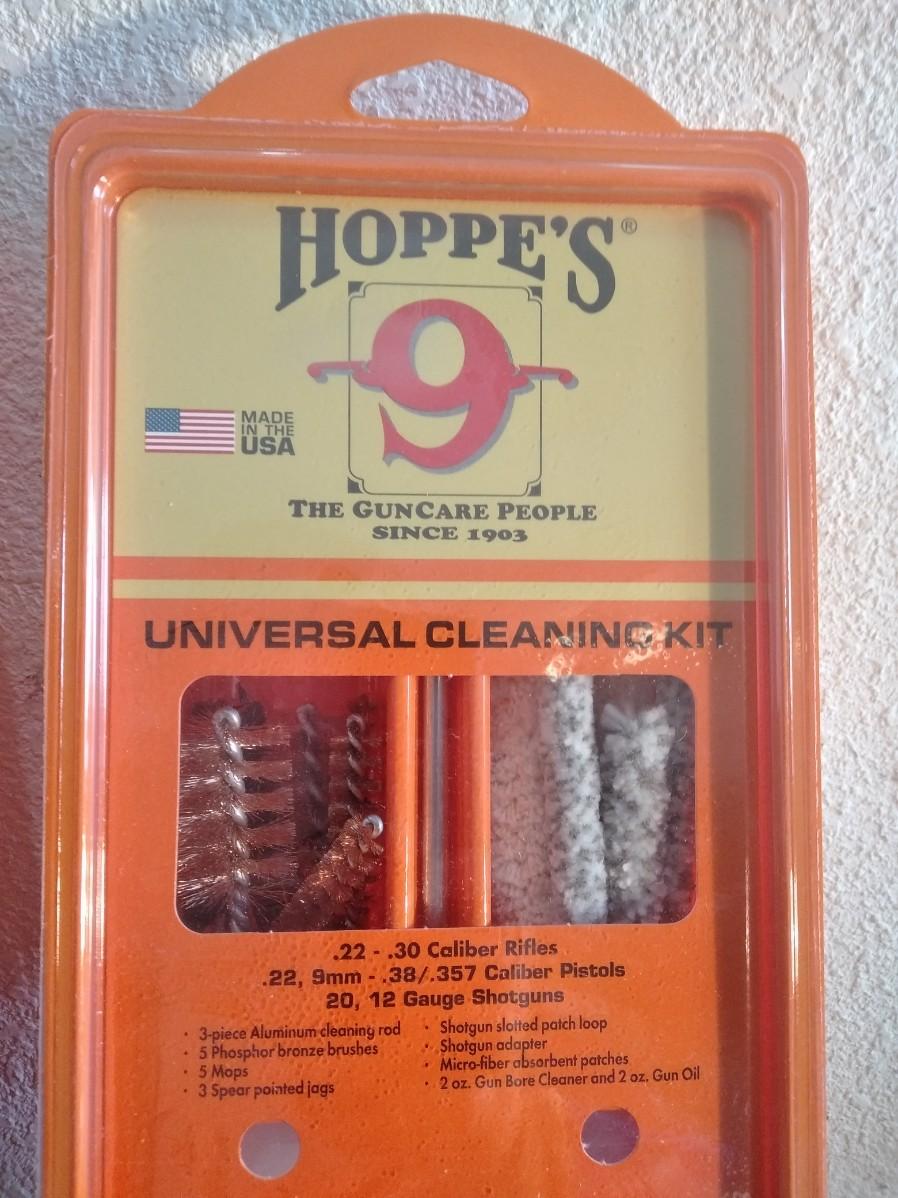 HOPPE'S®
9
MADE
IN THE
USA
THE GUNCARE PEOPLE
SINCE 1903
UNIVERSAL CLEANING KIT
.22 - .30 Caliber Rifles
.22, 9mm - .38/.357 Caliber Pistols
20, 12 Gauge Shotguns
· 3-piece Aluminum cleaning rod
· 5 Phosphor bronze brushes
· 5 Mops
· 3 Spear pointed jags
· Shotgun slotted patch loop
· Shotgun adapter
· Micro-fiber absorbent patches
· 2 oz. Gun Bore Cleaner and 2 oz. Gun Oil